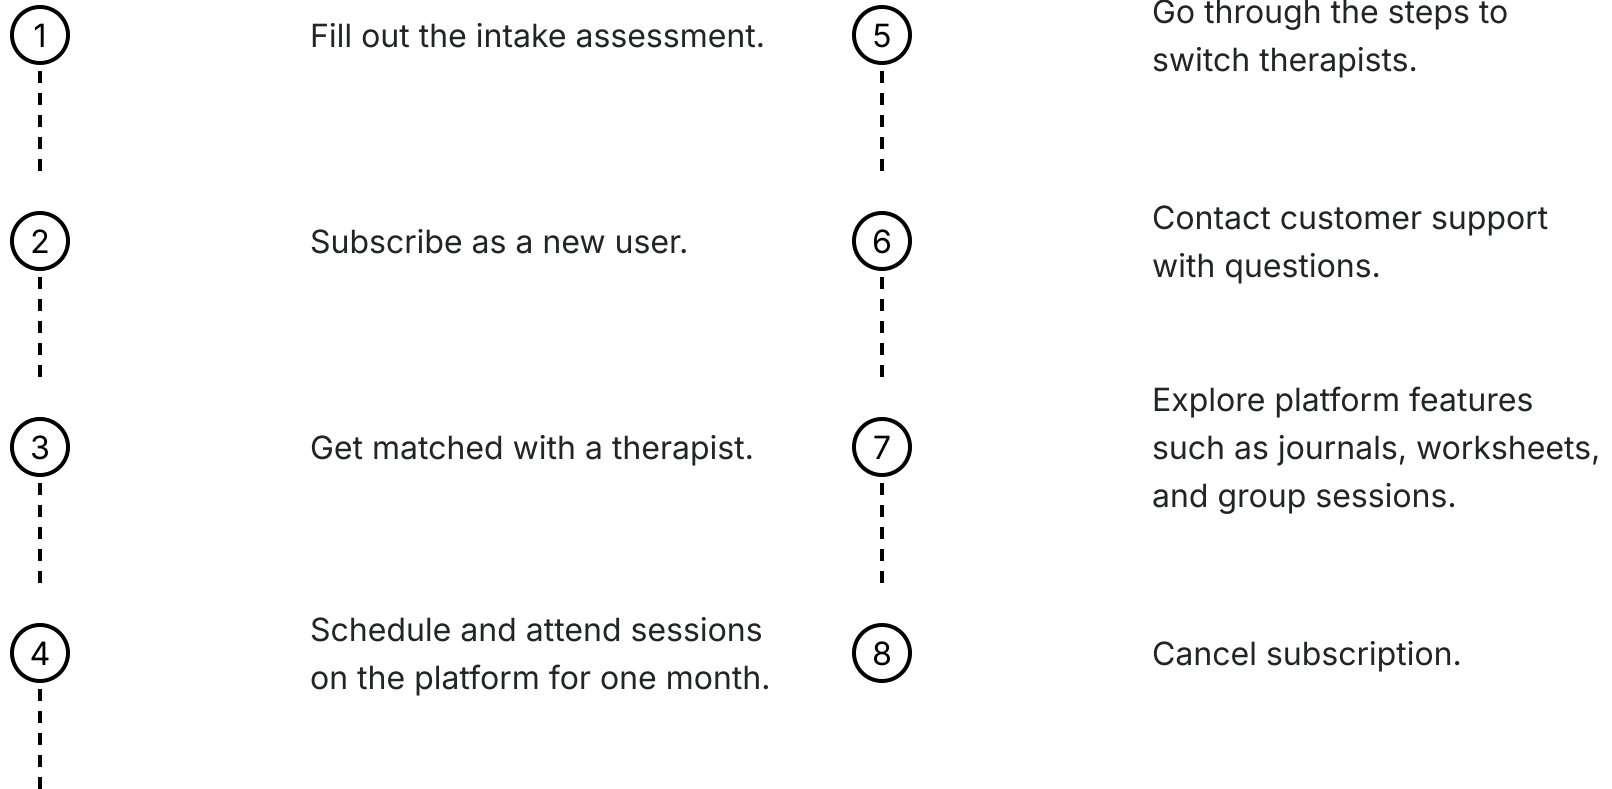 1
Fill out the intake assessment.
2
Subscribe as a new user.
3
Get matched with a therapist.
4
Schedule and attend sessions
on the platform for one month.
5
Go through the steps to
switch therapists.
6
Contact customer support
with questions.
7
Explore platform features
such as journals, worksheets,
and group sessions.
8
Cancel subscription.